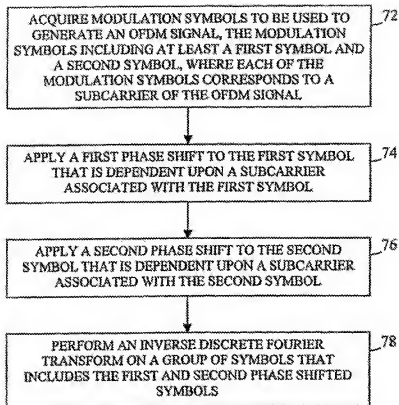 ACQUIRE MODULATION SYMBOLS TO BE USED TO
GENERATE AN OFDM SIGNAL, THE MODULATION
SYMBOLS INCLUDING AT LEAST A FIRST SYMBOL AND
A SECOND SYMBOL, WHERE EACH OF THE
MODULATION SYMBOLS CORRESPONDS TO A
SUBCARRIER OF THE OFDM SIGNAL
72
APPLY A FIRST PHASE SHIFT TO THE FIRST SYMBOL
THAT IS DEPENDENT UPON A SUBCARRIER
ASSOCIATED WITH THE FIRST SYMBOL
74
APPLY A SECOND PHASE SHIFT TO THE SECOND
SYMBOL THAT IS DEPENDENT UPON A SUBCARRIER
ASSOCIATED WITH THE SECOND SYMBOL
76
PERFORM AN INVERSE DISCRETE FOURIER
TRANSFORM ON A GROUP OF SYMBOLS THAT
INCLUDES THE FIRST AND SECOND PHASE SHIFTED
SYMBOLS
78